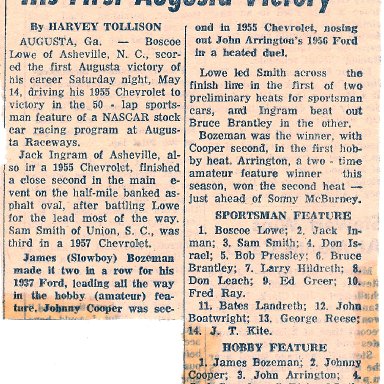 His First Augusta Victory
By HARVEY TOLLISON
AUGUSTA, Ga. — Boscoe
Lowe of Asheville, N. C., scor-
ed the first Augusta victory of
his career Saturday night, May
14, driving his 1955 Chevrolet to
victory in the 50 - lap sports-
man feature of a NASCAR stock
car racing program at Augus-
ta Raceways.
Jack Ingram of Asheville, al-
so in a 1955 Chevrolet, finished
a close second in the main ev-
vent on the half-mile banked as-
phalt oval, after battling Lowe
for the lead most of the way.
Sam Smith of Union, S. C., was
third in a 1957 Chevrolet.
James (Slowboy) Bozeman
made it two in a row for his
1937 Ford, leading all the way
in the hobby (amateur) fea-
ture. Johnny Cooper was sec-
ond in 1955 Chevrolet, nosing
out John Arrington's 1956 Ford
in a heated duel.
Lowe led Smith across the
finish line in the first of two
preliminary heats for sportsman
cars, and Ingram beat out
Bruce Brantley in the other.
Bozeman was the winner, with
Cooper second, in the first hob-
by heat. Arrington, a two - time
amateur feature winner this
season, won the second heat —
just ahead of Sonny McBurney.
SPORTSMAN FEATURE
1. Boscoe Lowe; 2. Jack In-
man; 3. Sam Smith; 4. Don Is-
rael; 5. Bob Pressley; 6. Bruce
Brantley; 7. Larry Hildreth; 8.
Don Leach; 9. Ed Greer; 10.
Fred Ray.
11. Bates Landreth; 12. John
Boatwright; 13. George Reese;
14. J. T. Kite.
HOBBY FEATURE
1. James Bozeman; 2. Johnny
Cooper; 3. John Arrington; 4.